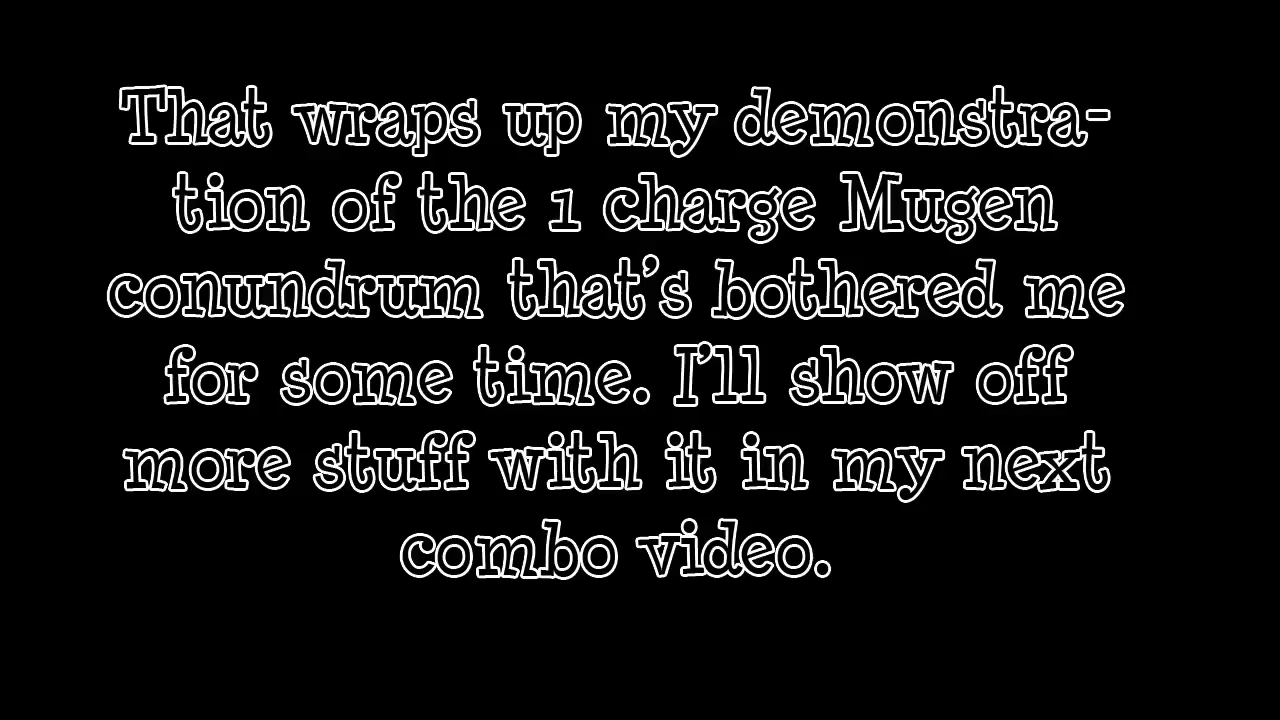 That wraps up my demonstra-
tion of the 1 charge Mugen
conundrum that's bothered me
for some time. I'll show off
more stuff with it in my next
combo video.